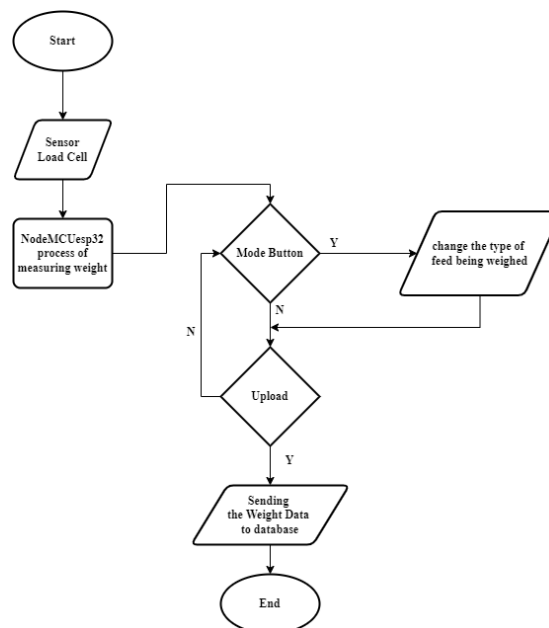 Start
Sensor
Load Cell
NodeMCUesp32
process of
measuring weight
Mode Button
Y
change the type of
feed being weighed
N
N
Upload
Y
Sending
the Weight Data
to database
End